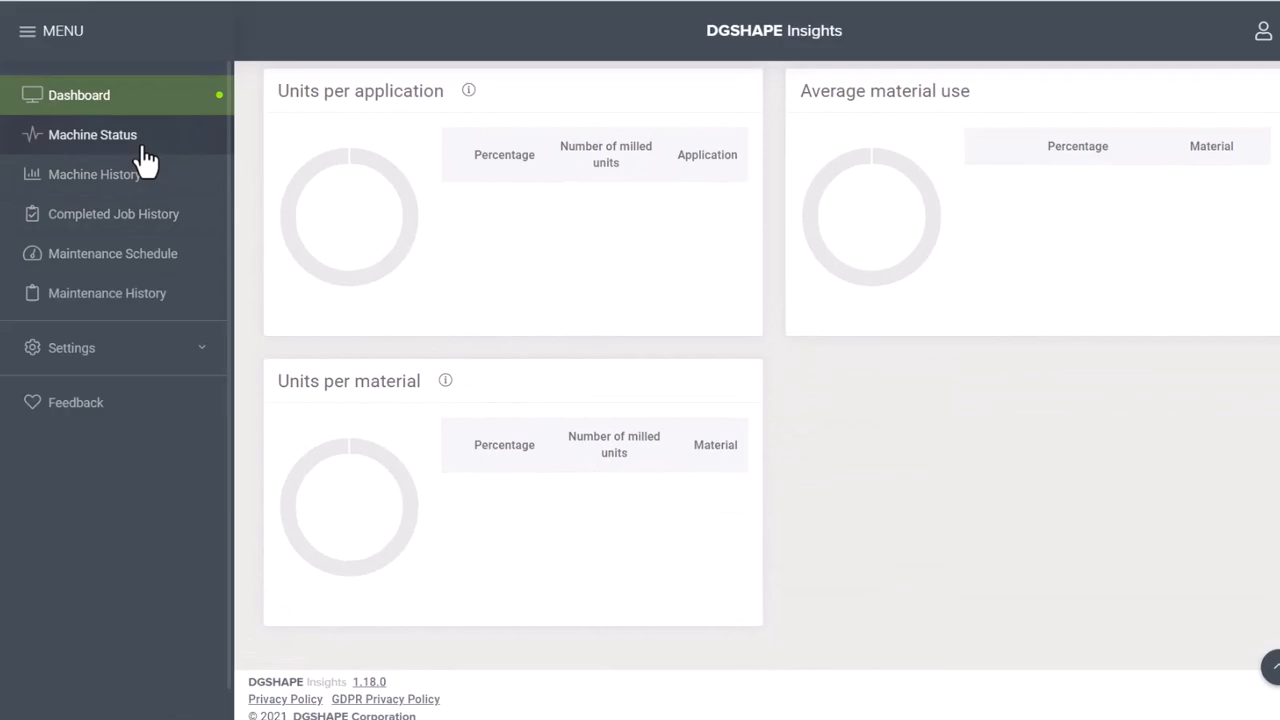 MENU
DGSHAPE Insights
Dashboard
Machine Status
Machine History
Completed Job History
Maintenance Schedule
Maintenance History
Settings
Feedback
Units per application
Percentage
Number of milled
units
Application
Average material use
Percentage
Material
Units per material
Percentage
Number of milled
units
Material
DGSHAPE Insights 1.18.0
Privacy Policy GDPR Privacy Policy
© 2021 DGSHAPE Corporation